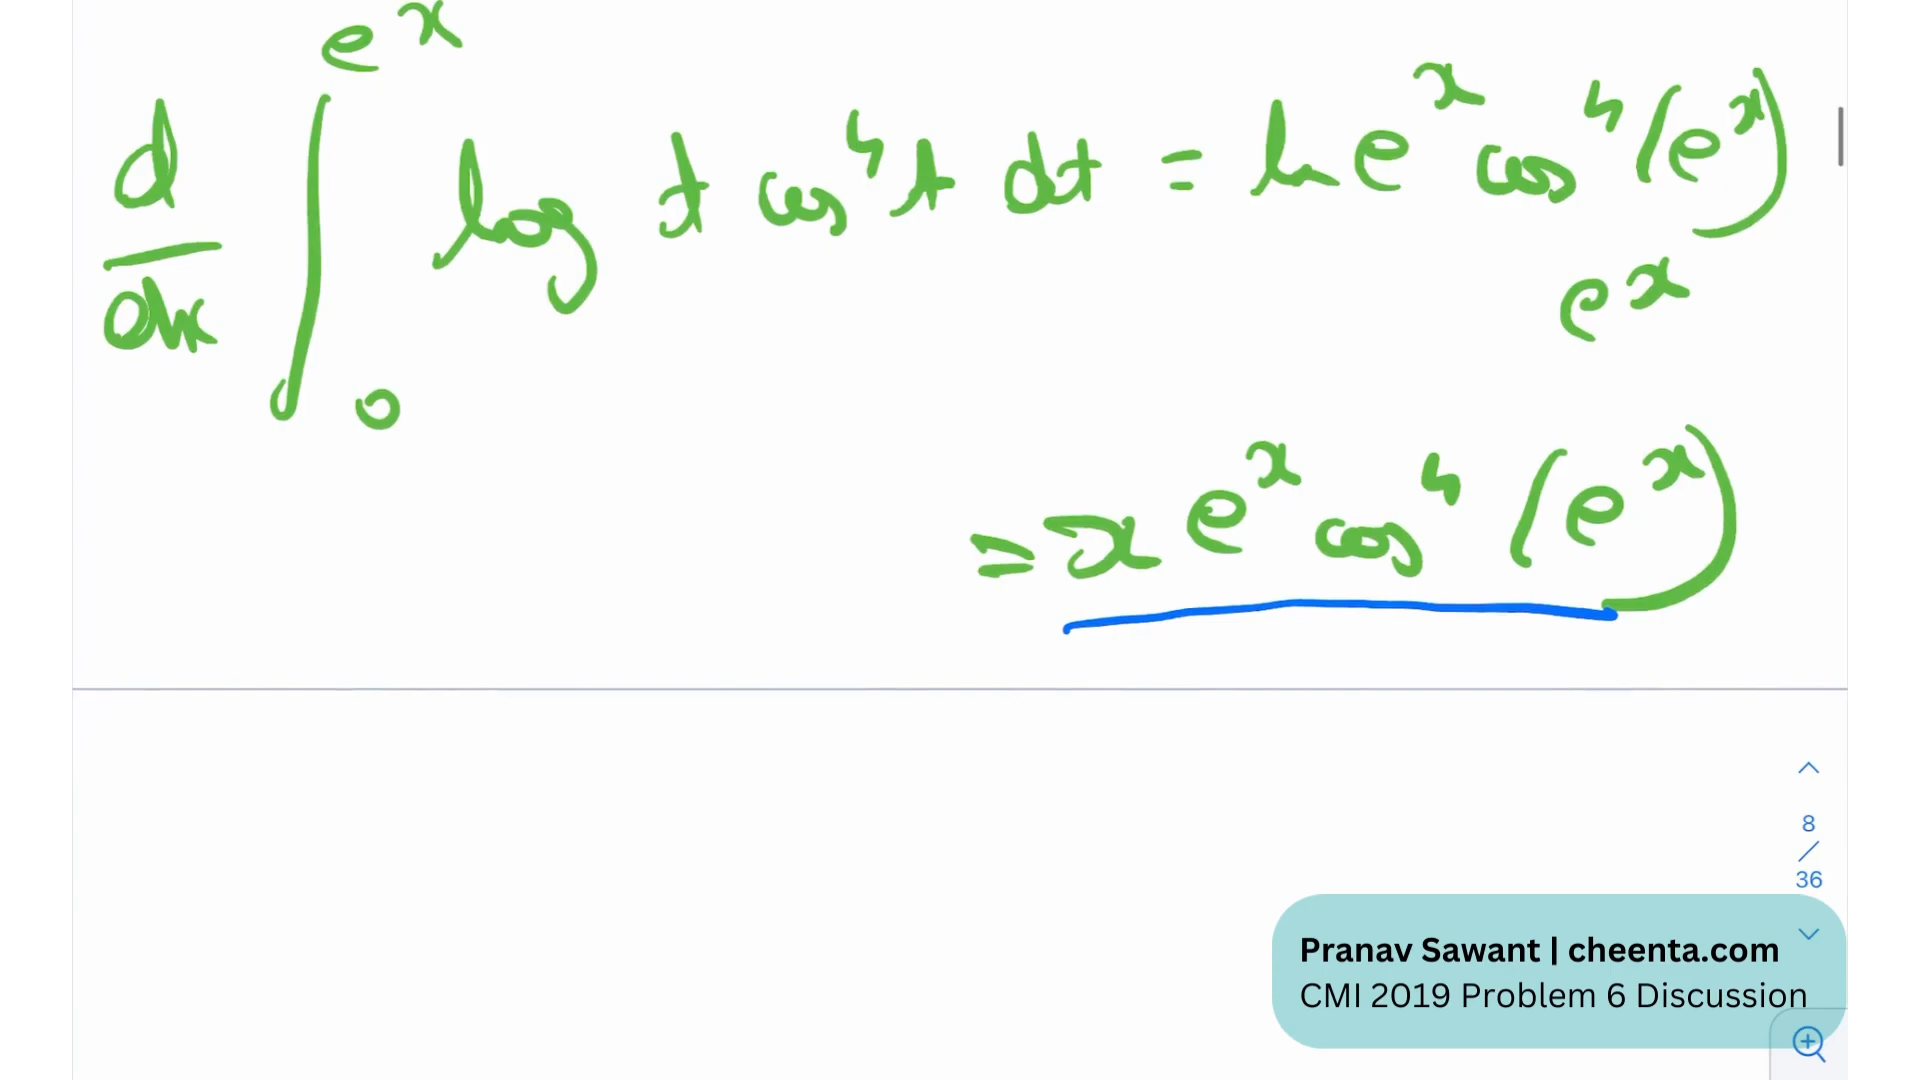 d/dx ∫₀^(e^x) log t cos⁴t dt = ln e^x cos⁴(e^x)
e^x
= x e^x cos⁴(e^x)
8
/
36
Pranav Sawant | cheenta.com
CMI 2019 Problem 6 Discussion